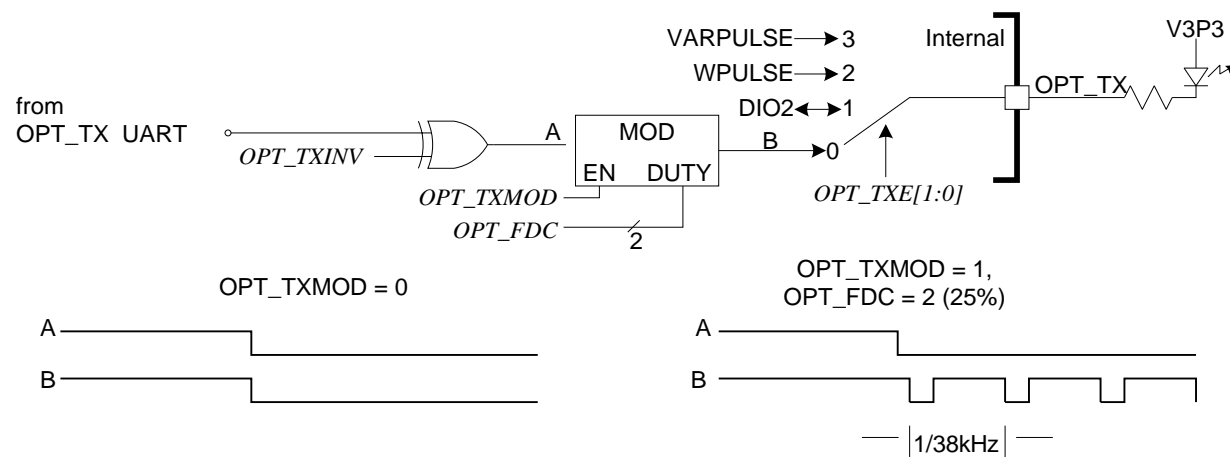 VARPULSE 3
Internal
V3P3
WPULSE 2
OPT_TX
from
OPT_TX UART
DIO2 1
A
MOD
B
0
OPT_TXINV
EN DUTY
OPT_TXMOD
OPT_TXE[1:0]
OPT_FDC
2
OPT_TXMOD = 0
OPT_TXMOD = 1,
OPT_FDC = 2 (25%)
A
B
A
B
1/38kHz